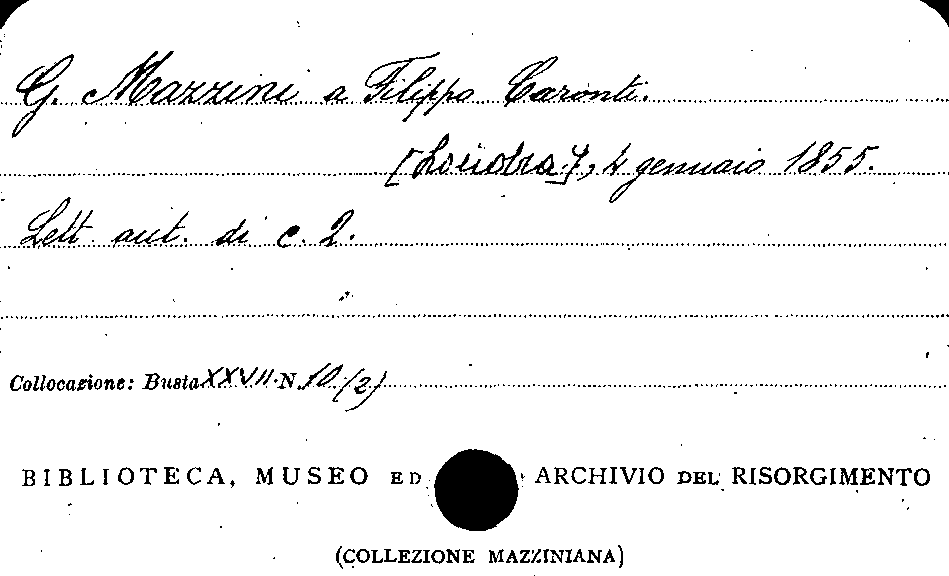 G. Mazzini a Filippo Caronti.
[Londra], 4 gennaio 1855.
Lett. aut. di c. 2.
Collocazione: Busta XXVII. N. 10 (2)
BIBLIOTECA, MUSEO ED ARCHIVIO DEL RISORGIMENTO
(COLLEZIONE MAZZINIANA)